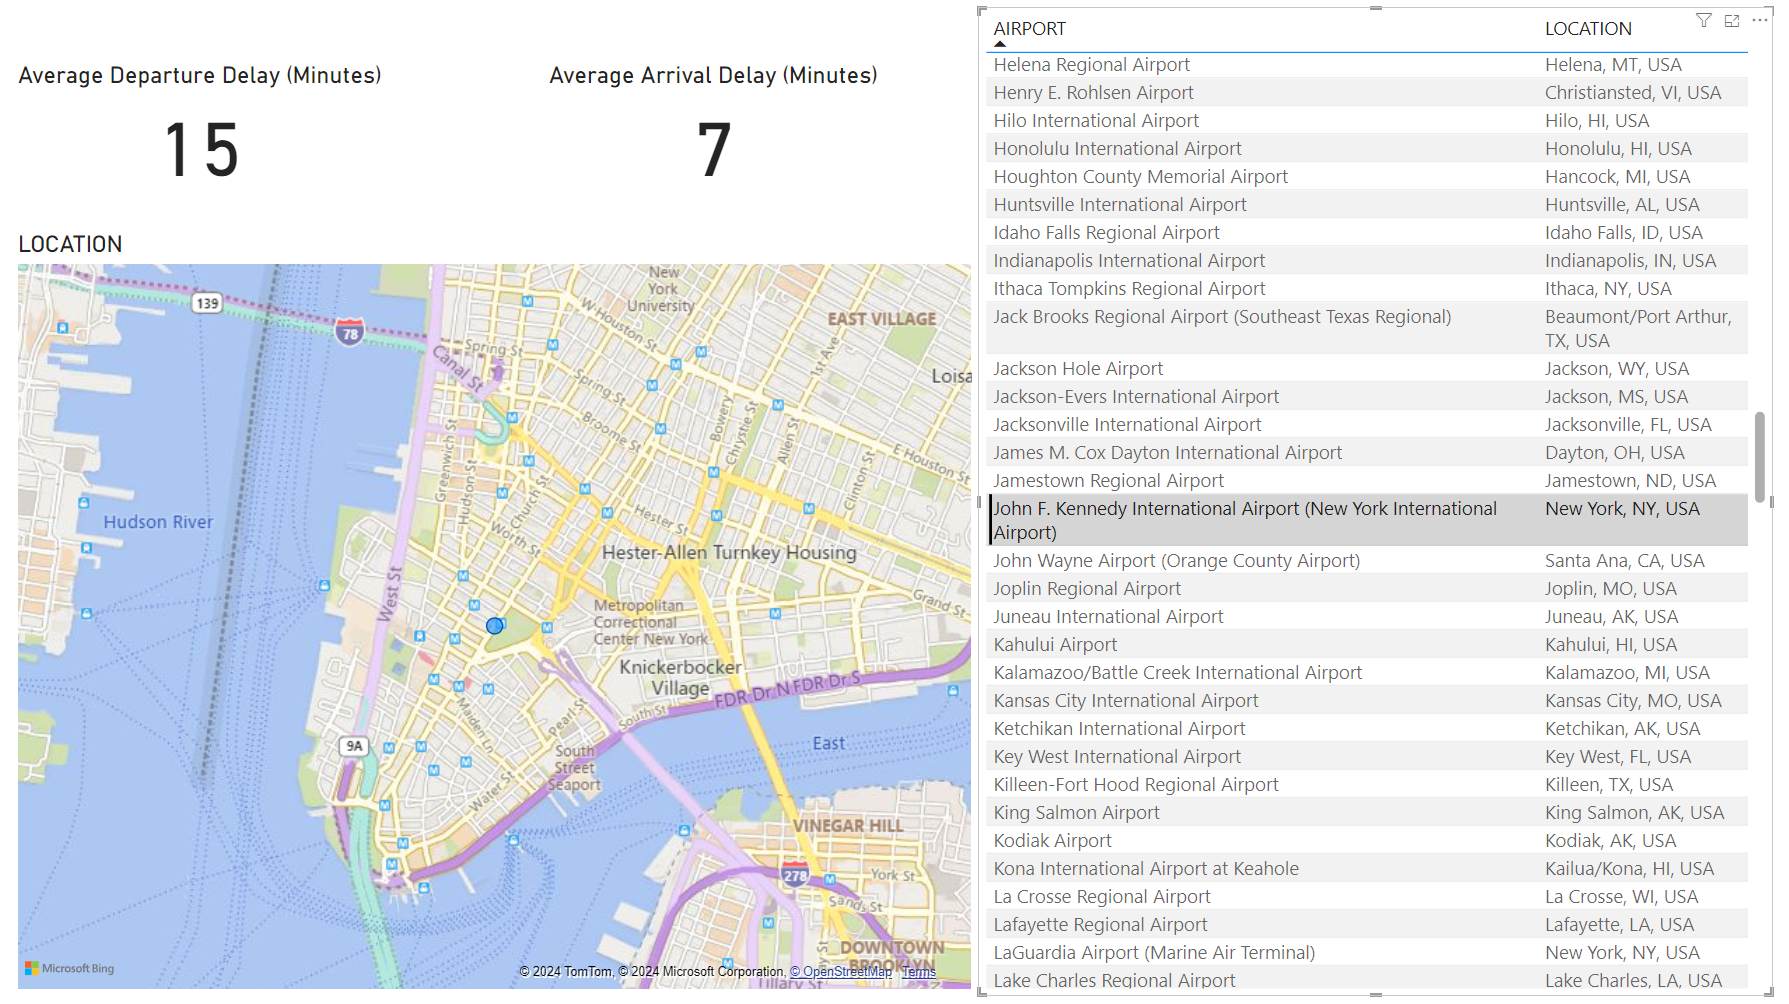 Average Departure Delay (Minutes)
15
Average Arrival Delay (Minutes)
7
LOCATION
139
78
New
York
University
EAST VILLAGE
W Houston St
1st Ave
Spring St
Canal St
Loisa
Spring St
Broome St
Bowery
Chrystie St
Allen St
E Houston St
Greenwich St
Hudson St
W Church St
Clinton St
Hudson River
Worth St
Hester St
Hester-Allen Turnkey Housing
West St
Grand St
Metropolitan
Correctional
Center New York
Knickerbocker
Village
FDR Dr N FDR Dr S
South St
Pearl St
Maiden Ln
9A
East
South
Street
Seaport
Water St
VINEGAR HILL
278
York St
Sands St
DOWNTOWN
BROOKLYN
Tillary St
Microsoft Bing
© 2024 TomTom, © 2024 Microsoft Corporation, © OpenStreetMap Terms
AIRPORT LOCATION
Helena Regional Airport Helena, MT, USA
Henry E. Rohlsen Airport Christiansted, VI, USA
Hilo International Airport Hilo, HI, USA
Honolulu International Airport Honolulu, HI, USA
Houghton County Memorial Airport Hancock, MI, USA
Huntsville International Airport Huntsville, AL, USA
Idaho Falls Regional Airport Idaho Falls, ID, USA
Indianapolis International Airport Indianapolis, IN, USA
Ithaca Tompkins Regional Airport Ithaca, NY, USA
Jack Brooks Regional Airport (Southeast Texas Regional) Beaumont/Port Arthur,
TX, USA
Jackson Hole Airport Jackson, WY, USA
Jackson-Evers International Airport Jackson, MS, USA
Jacksonville International Airport Jacksonville, FL, USA
James M. Cox Dayton International Airport Dayton, OH, USA
Jamestown Regional Airport Jamestown, ND, USA
John F. Kennedy International Airport (New York International New York, NY, USA
Airport)
John Wayne Airport (Orange County Airport) Santa Ana, CA, USA
Joplin Regional Airport Joplin, MO, USA
Juneau International Airport Juneau, AK, USA
Kahului Airport Kahului, HI, USA
Kalamazoo/Battle Creek International Airport Kalamazoo, MI, USA
Kansas City International Airport Kansas City, MO, USA
Ketchikan International Airport Ketchikan, AK, USA
Key West International Airport Key West, FL, USA
Killeen-Fort Hood Regional Airport Killeen, TX, USA
King Salmon Airport King Salmon, AK, USA
Kodiak Airport Kodiak, AK, USA
Kona International Airport at Keahole Kailua/Kona, HI, USA
La Crosse Regional Airport La Crosse, WI, USA
Lafayette Regional Airport Lafayette, LA, USA
LaGuardia Airport (Marine Air Terminal) New York, NY, USA
Lake Charles Regional Airport Lake Charles, LA, USA